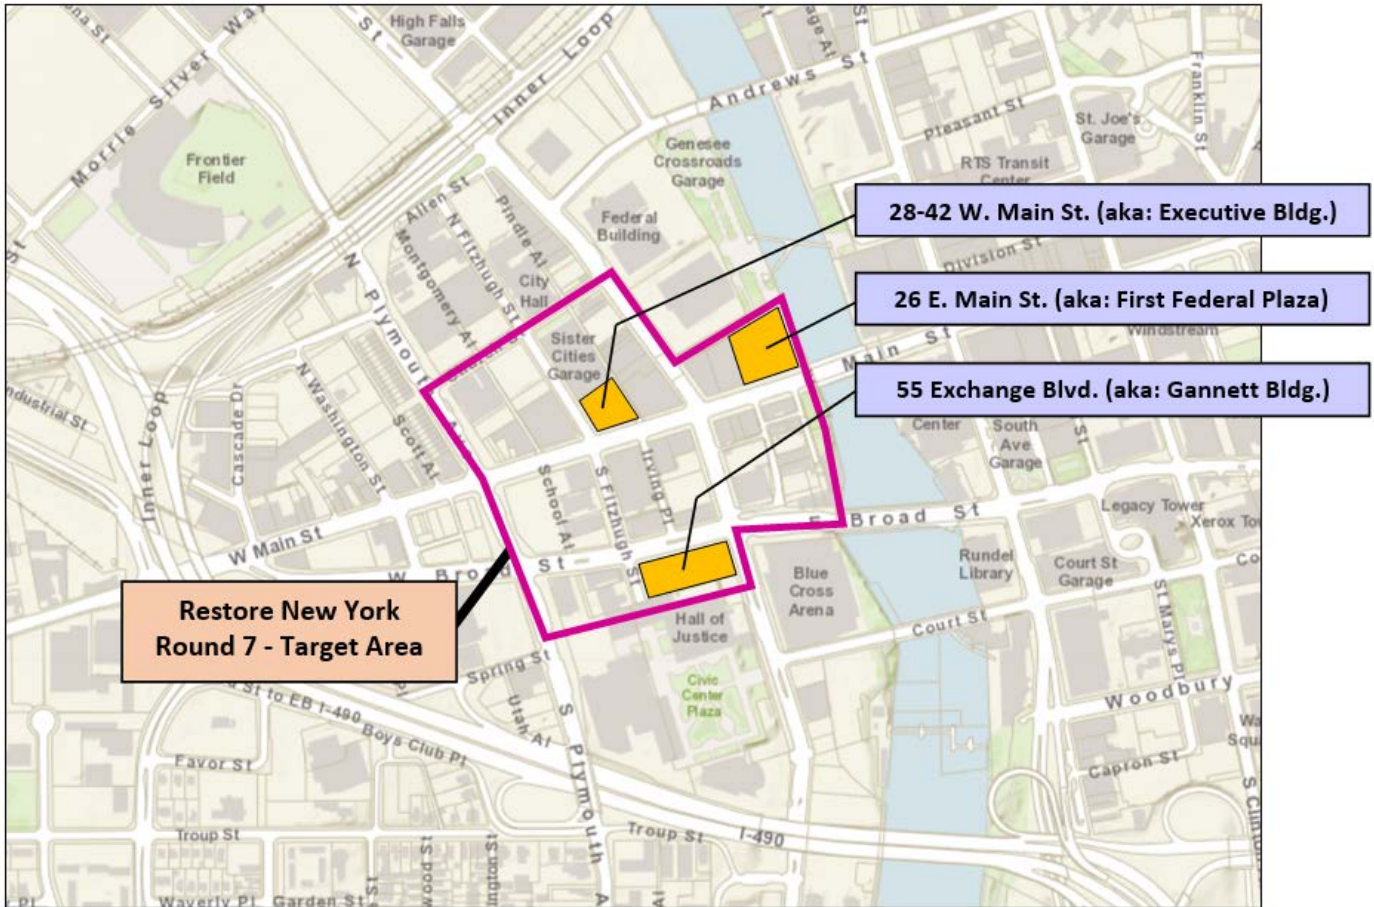 High Falls
Garage
Inner Loop
Morrie Silver Way
St
Andrews St
Pleasant St
St. Joe's
Garage
Franklin St
Frontier
Field
Genesee
Crossroads
Garage
RTS Transit
Center
Allen St
N Fitzhugh St
Pindle Al
Montgomery Al
Federal
Building
City
Hall
28-42 W. Main St. (aka: Executive Bldg.)
Division St
N Plymouth Ave
26 E. Main St. (aka: First Federal Plaza)
Windstream
Sister
Cities
Garage
Main St
55 Exchange Blvd. (aka: Gannett Bldg.)
Industrial St
Inner Loop
Cascade Dr
N Washington St
Scott Al
Center
South
Ave
Garage
School Al
S Fitzhugh St
Irving Pl
W Main St
E Broad St
Legacy Tower
W Broad St
Rundel
Library
Court St
Garage
Blue
Cross
Arena
Restore New York
Round 7 - Target Area
Hall of
Justice
Court St
St Marys Pl
Spring St
Civic
Center
Plaza
Woodbury
St to EB I-490
Boys Club Pl
Utah Al
S Plymouth A
Favor St
Capron St
Troup St
Troup St
I-490
S Clinton
Waverly Pl
Garden St